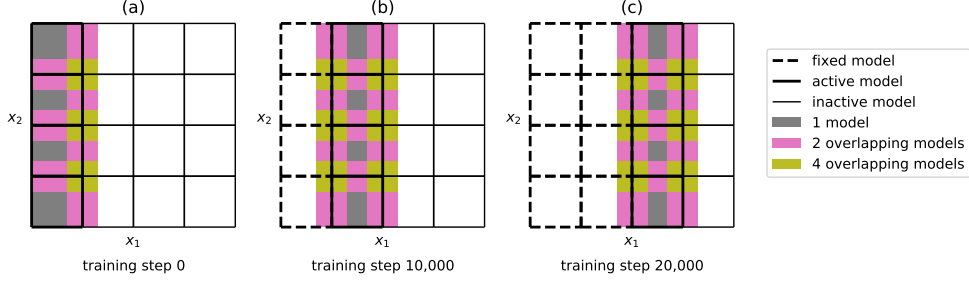 (a) (b) (c)
fixed model
active model
inactive model
1 model
2 overlapping models
4 overlapping models
x₂ x₂ x₂
x₁ x₁ x₁
training step 0 training step 10,000 training step 20,000